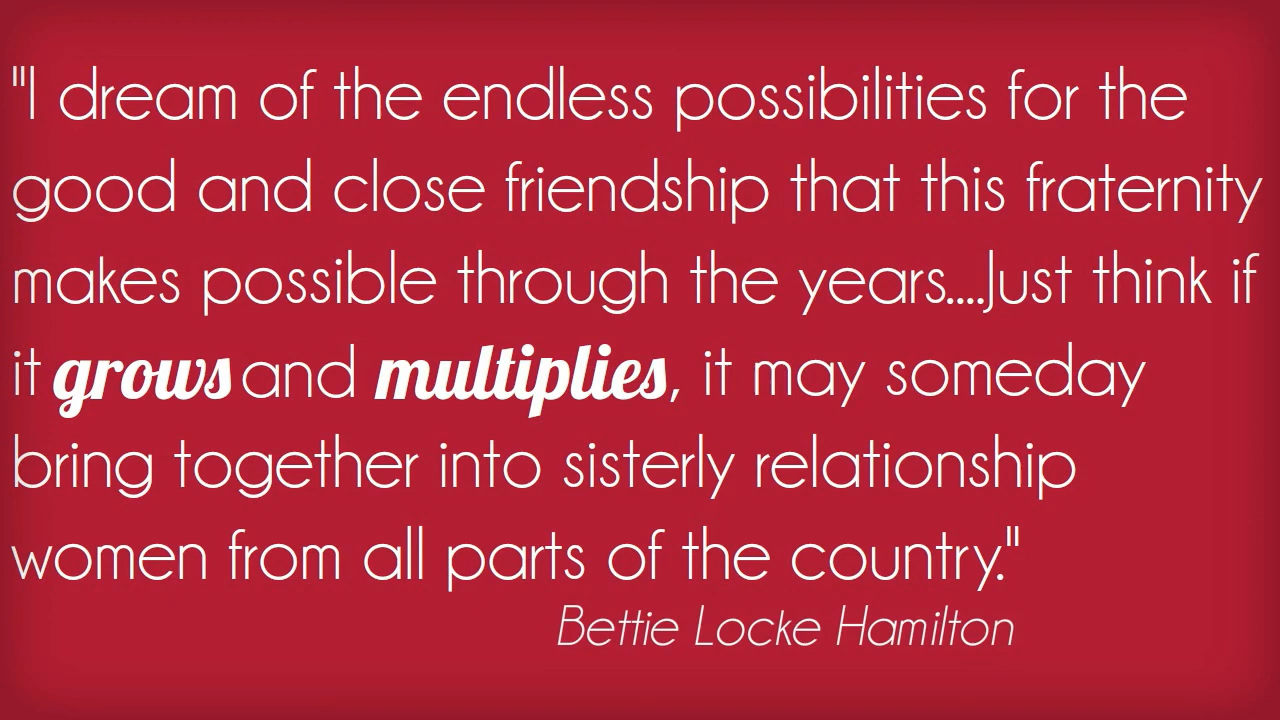 "I dream of the endless possibilities for the
good and close friendship that this fraternity
makes possible through the years....Just think if
it grows and multiplies, it may someday
bring together into sisterly relationship
women from all parts of the country."
Bettie Locke Hamilton